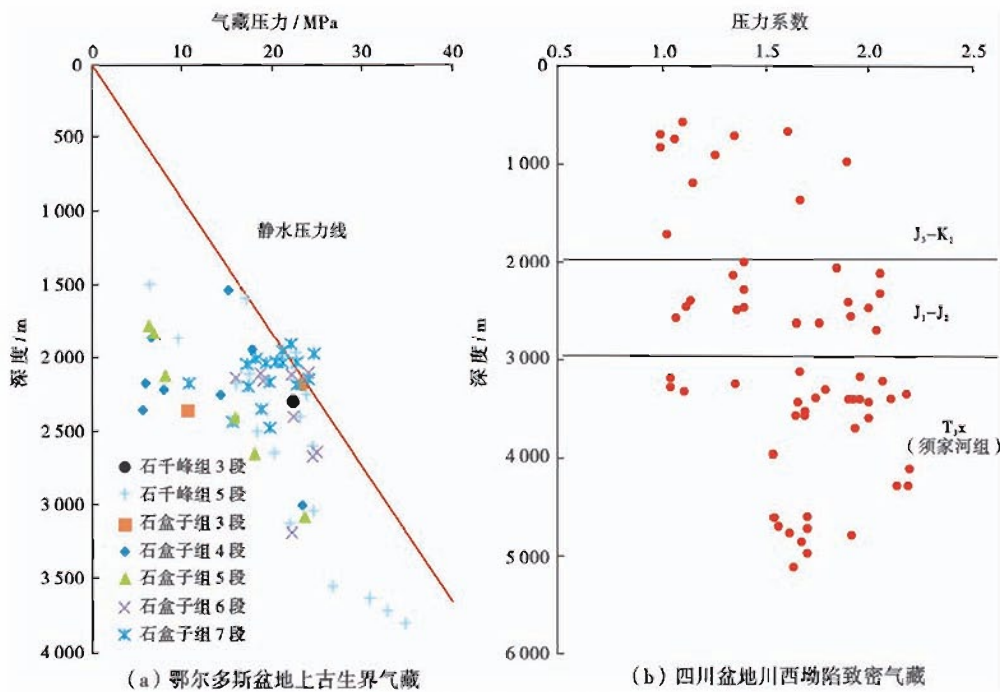 气藏压力/MPa
0 10 20 30 40
0
500
1 000
1 500
2 000
2 500
3 000
3 500
4 000
深度/m
静水压力线
石千峰组3段
石千峰组5段
石盒子组3段
石盒子组4段
石盒子组5段
石盒子组6段
石盒子组7段
(a)鄂尔多斯盆地上古生界气藏
压力系数
0.5 1.0 1.5 2.0 2.5
0
1 000
2 000
3 000
4 000
5 000
6 000
深度/m
J₃-K₁
J₁-J₂
T₃x
(须家河组)
(b)四川盆地川西坳陷致密气藏